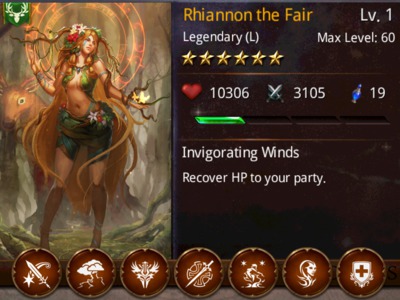 Rhiannon the Fair
Lv. 1
Legendary (L)
Max Level: 60
10306
3105
19
Invigorating Winds
Recover HP to your party.